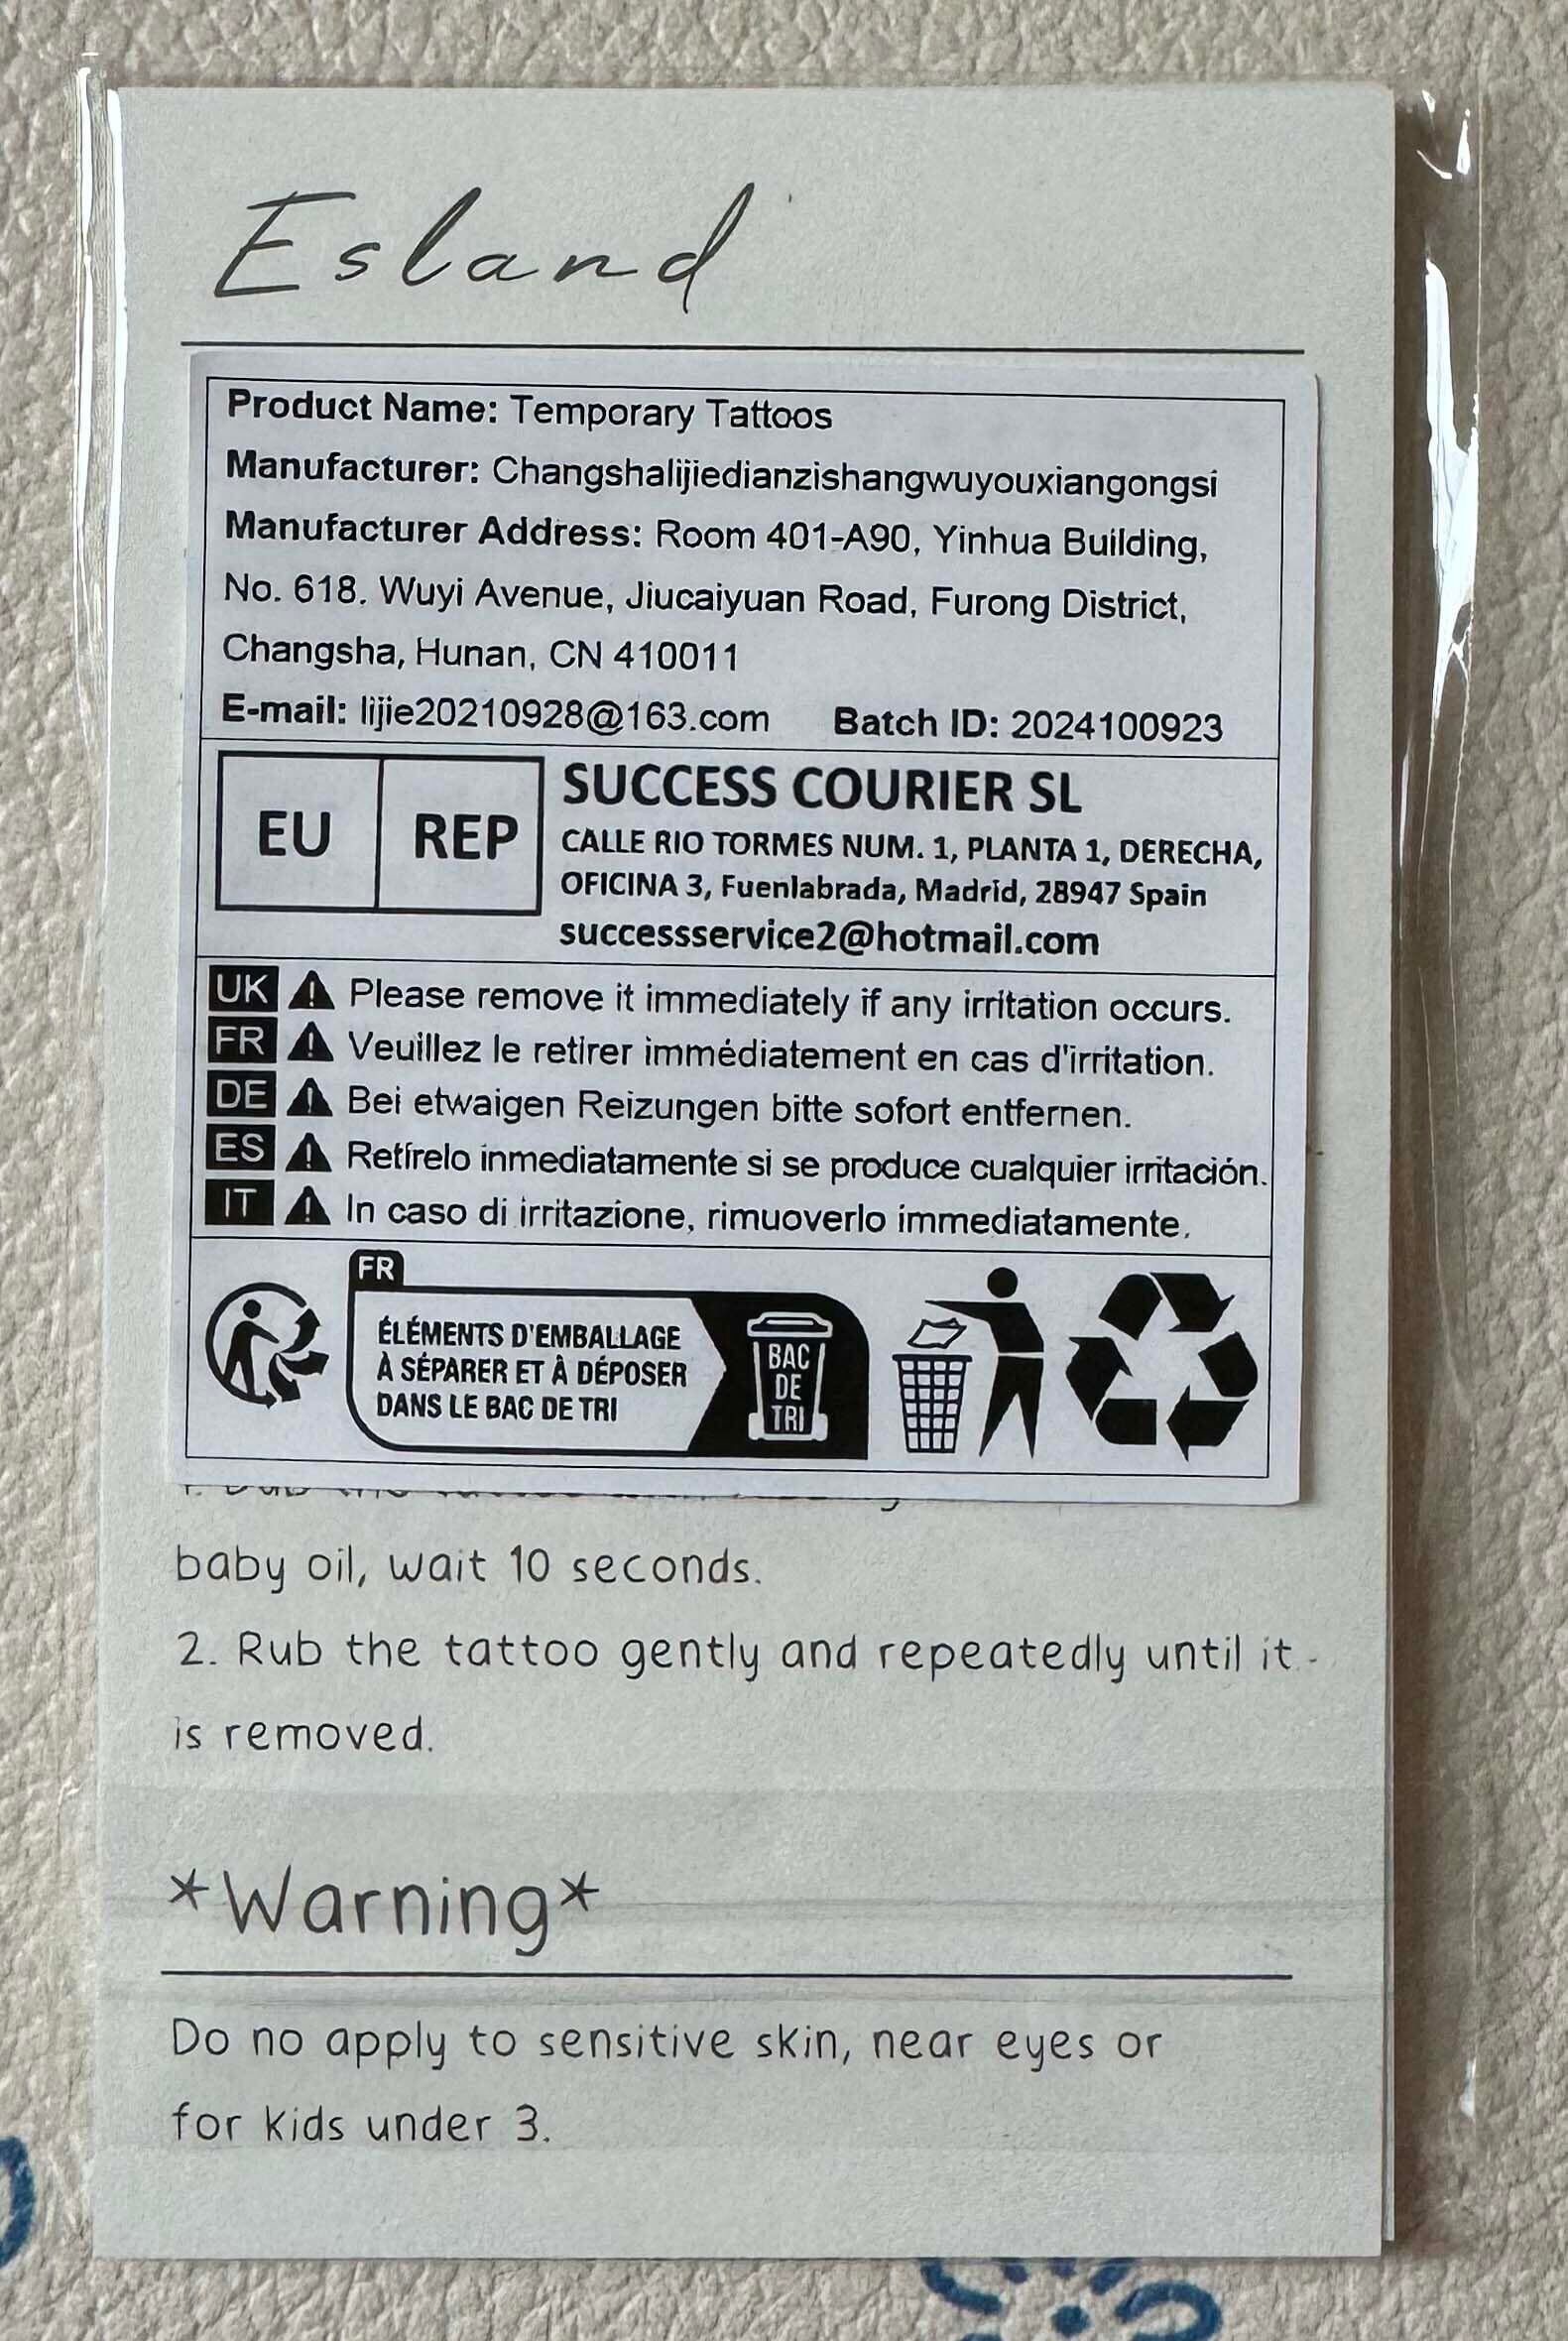 Esland
Product Name: Temporary Tattoos
Manufacturer: Changshalijiedianzishangwuyouxiangongsi
Manufacturer Address: Room 401-A90, Yinhua Building,
No. 618. Wuyi Avenue, Jiucaiyuan Road, Furong District,
Changsha, Hunan, CN 410011
E-mail: lijie20210928@163.com Batch ID: 2024100923
EU REP
SUCCESS COURIER SL
CALLE RIO TORMES NUM. 1, PLANTA 1, DERECHA,
OFICINA 3, Fuenlabrada, Madrid, 28947 Spain
successservice2@hotmail.com
UK Please remove it immediately if any irritation occurs.
FR Veuillez le retirer immédiatement en cas d'irritation.
DE Bei etwaigen Reizungen bitte sofort entfernen.
ES Retírelo inmediatamente si se produce cualquier irritación.
IT In caso di irritazione, rimuoverlo immediatamente.
FR
ÉLÉMENTS D'EMBALLAGE
À SÉPARER ET À DÉPOSER
DANS LE BAC DE TRI
BAC
DE
TRI
baby oil, wait 10 seconds.
2. Rub the tattoo gently and repeatedly until it
is removed.
*Warning*
Do no apply to sensitive skin, near eyes or
for kids under 3.